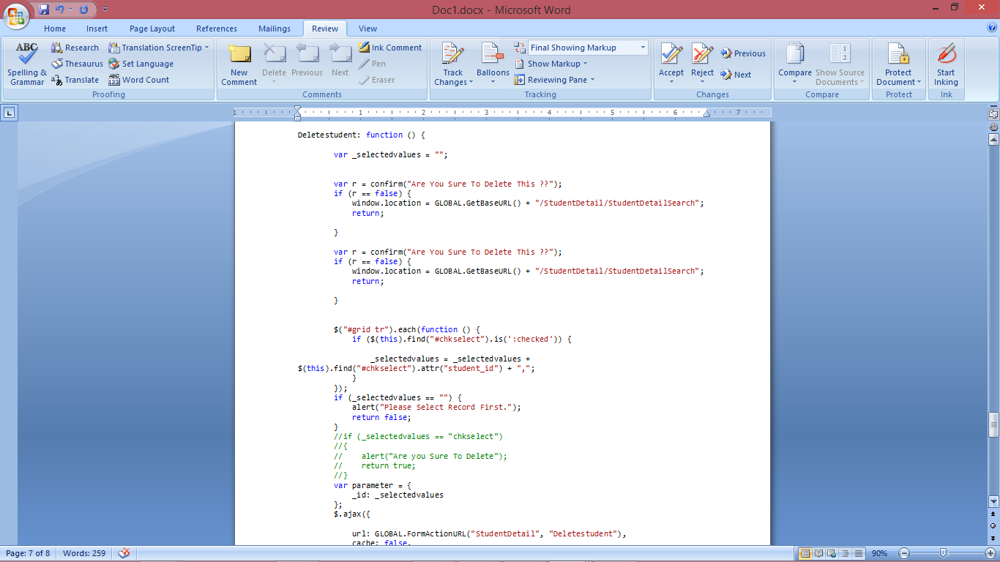 Doc1.docx - Microsoft Word
Home Insert Page Layout References Mailings Review View
ABC Spelling & Grammar
Research
Thesaurus
Translate
Translation ScreenTip
Set Language
ABC 123 Word Count
Proofing
New Comment
Delete
Previous
Next
Ink Comment
Pen
Eraser
Comments
Track Changes
Balloons
Final Showing Markup
Show Markup
Reviewing Pane
Tracking
Accept
Reject
Previous
Next
Changes
Compare
1 2 Show Source Documents
Compare
Protect Document
Protect
Start Inking
Ink
L
1 1 2 3 4 5 6 7
Deletestudent: function () {
var _selectedvalues = "";
var r = confirm("Are You Sure To Delete This ??");
if (r == false) {
window.location = GLOBAL.GetBaseURL() + "/StudentDetail/StudentDetailSearch";
return;
}
var r = confirm("Are You Sure To Delete This ??");
if (r == false) {
window.location = GLOBAL.GetBaseURL() + "/StudentDetail/StudentDetailSearch";
return;
}
$("#grid tr").each(function () {
if ($(this).find("#chkselect").is(':checked')) {
_selectedvalues = _selectedvalues +
$(this).find("#chkselect").attr("student_id") + ",";
}
});
if (_selectedvalues == "") {
alert("Please Select Record First.");
return false;
}
//if (_selectedvalues == "chkselect")
//{
//    alert("Are you Sure To Delete");
//    return true;
//}
var parameter = {
_id: _selectedvalues
};
$.ajax({
url: GLOBAL.FormActionURL("StudentDetail", "Deletestudent"),
cache: false,
Page: 7 of 8 Words: 259 90%